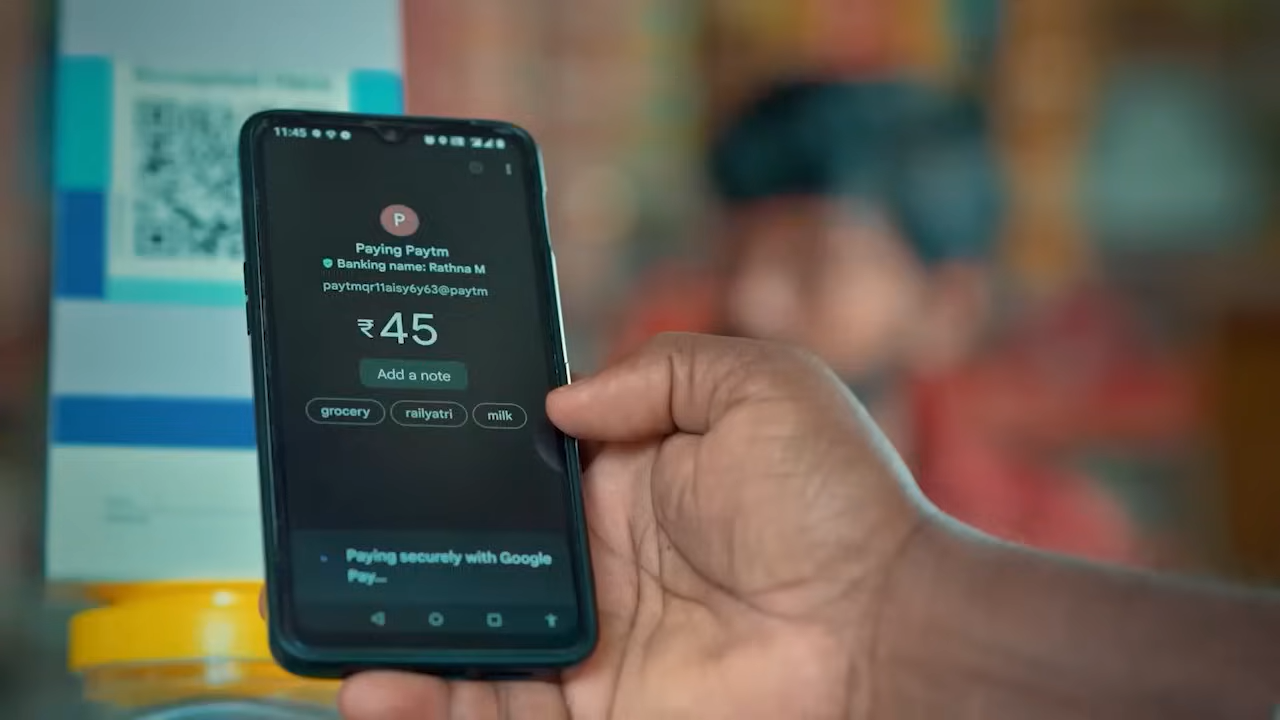 11:45
P
Paying Paytm
Banking name: Rathna M
paytmqr11aisy6y63@paytm
₹45
Add a note
grocery railyatri milk
Paying securely with Google
Pay...